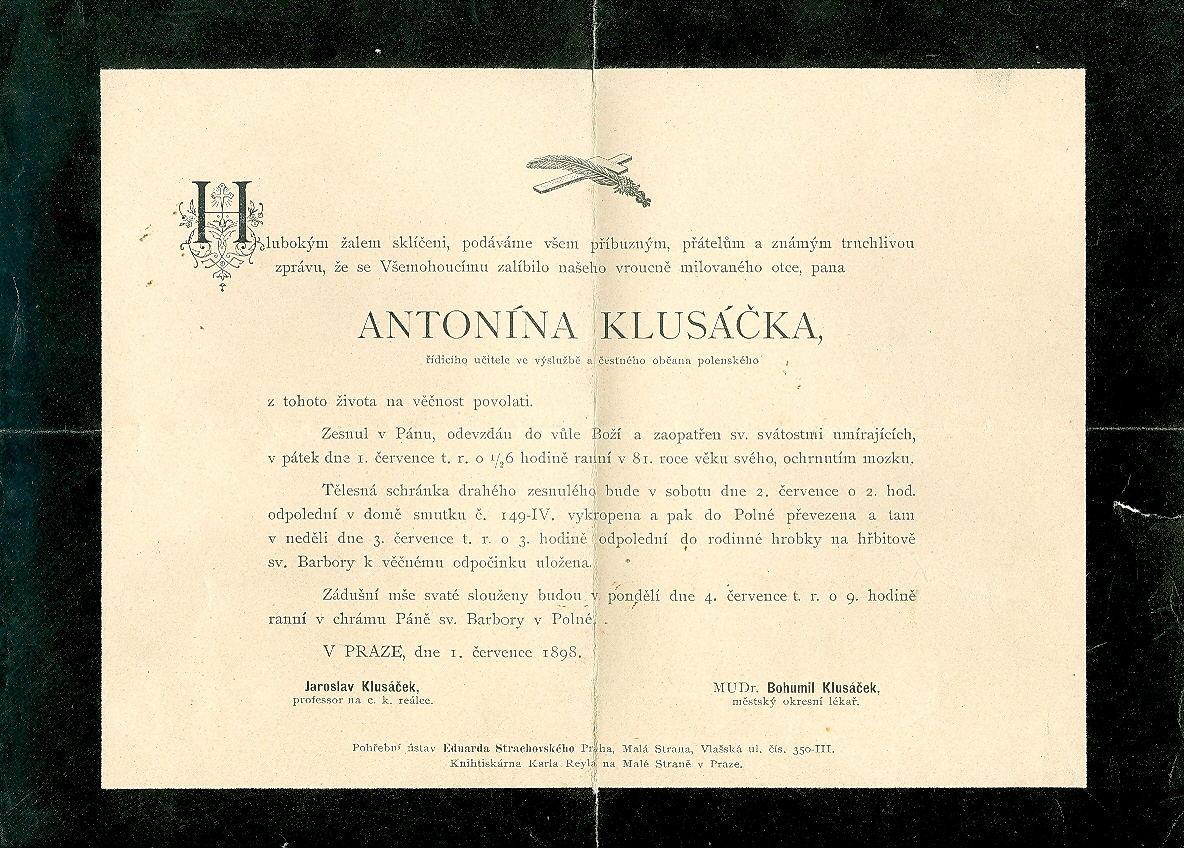 Hlubokým žalem sklíčeni, podáváme všem příbuzným, přátelům a známým truchlivou
zprávu, že se Všemohoucímu zalíbilo našeho vroucně milovaného otce, pana
ANTONÍNA KLUSÁČKA,
řídicího učitele ve výslužbě a čestného občana polenského
z tohoto života na věčnost povolati.
Zesnul v Pánu, odevzdán do vůle Boží a zaopatřen sv. svátostmi umírajících,
v pátek dne 1. července t. r. o ½6 hodině ranní v 81. roce věku svého, ochrnutím mozku.
Tělesná schránka drahého zesnulého bude v sobotu dne 2. července o 2. hod.
odpolední v domě smutku č. 149-IV. vykropena a pak do Polné převezena a tam
v neděli dne 3. července t. r. o 3. hodině odpolední do rodinné hrobky na hřbitově
sv. Barbory k věčnému odpočinku uložena.
Zádušní mše svaté slouženy budou v pondělí dne 4. července t. r. o 9. hodině
ranní v chrámu Páně sv. Barbory v Polné.
V PRAZE, dne 1. července 1898.
Jaroslav Klusáček,
professor na c. k. reálce.
MUDr. Bohumil Klusáček,
městský okresní lékař.
Pohřební ústav Eduarda Strachovského Praha, Malá Strana, Vlašská ul. čís. 350-III.
Knihtiskárna Karla Reyla na Malé Straně v Praze.